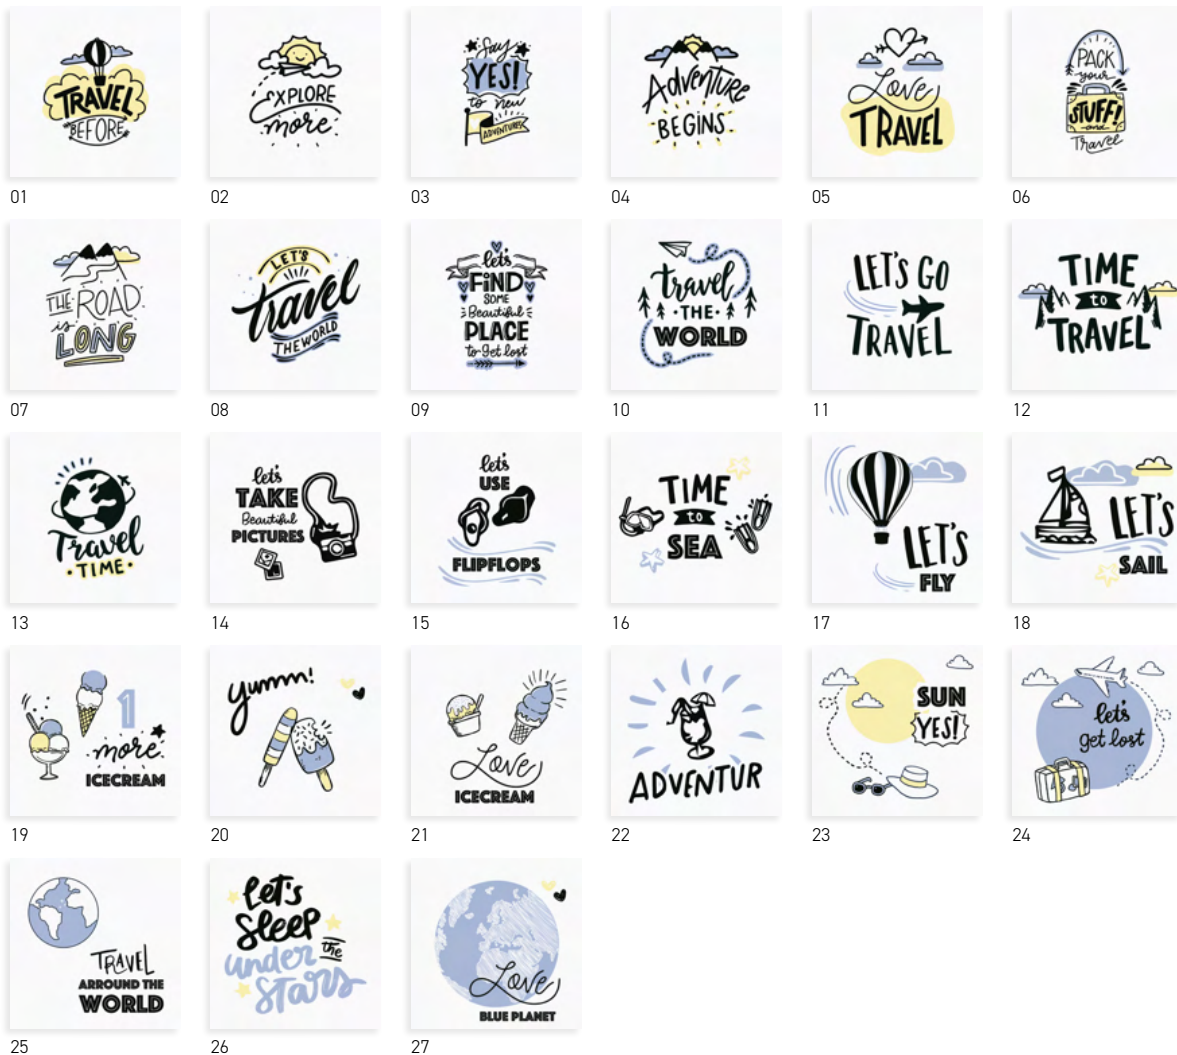 TRAVEL
BEFORE
01
EXPLORE
more
02
Say
YES!
to new
ADVENTURES
03
ADVENTURE
BEGINS
04
Love
TRAVEL
05
PACK
your
STUFF!
and
Travel
06
THE ROAD
is
LONG
07
LET'S
travel
THE WORLD
08
let's
FiND
SOME
Beautiful
PLACE
to get lost
09
travel
·THE·
WORLD
10
LET'S GO
TRAVEL
11
TIME
to
TRAVEL
12
Travel
·TIME·
13
let's
TAKE
Beautiful
PICTURES
14
let's
USE
FLIPFLOPS
15
TIME
to
SEA
16
LET'S
FLY
17
LET'S
SAIL
18
1
more
ICECREAM
19
yumm!
20
Love
ICECREAM
21
ADVENTUR
22
SUN
YES!
23
let's
get lost
24
TRAVEL
ARROUND THE
WORLD
25
Let's
Sleep
the
under
Stars
26
Love
BLUE PLANET
27